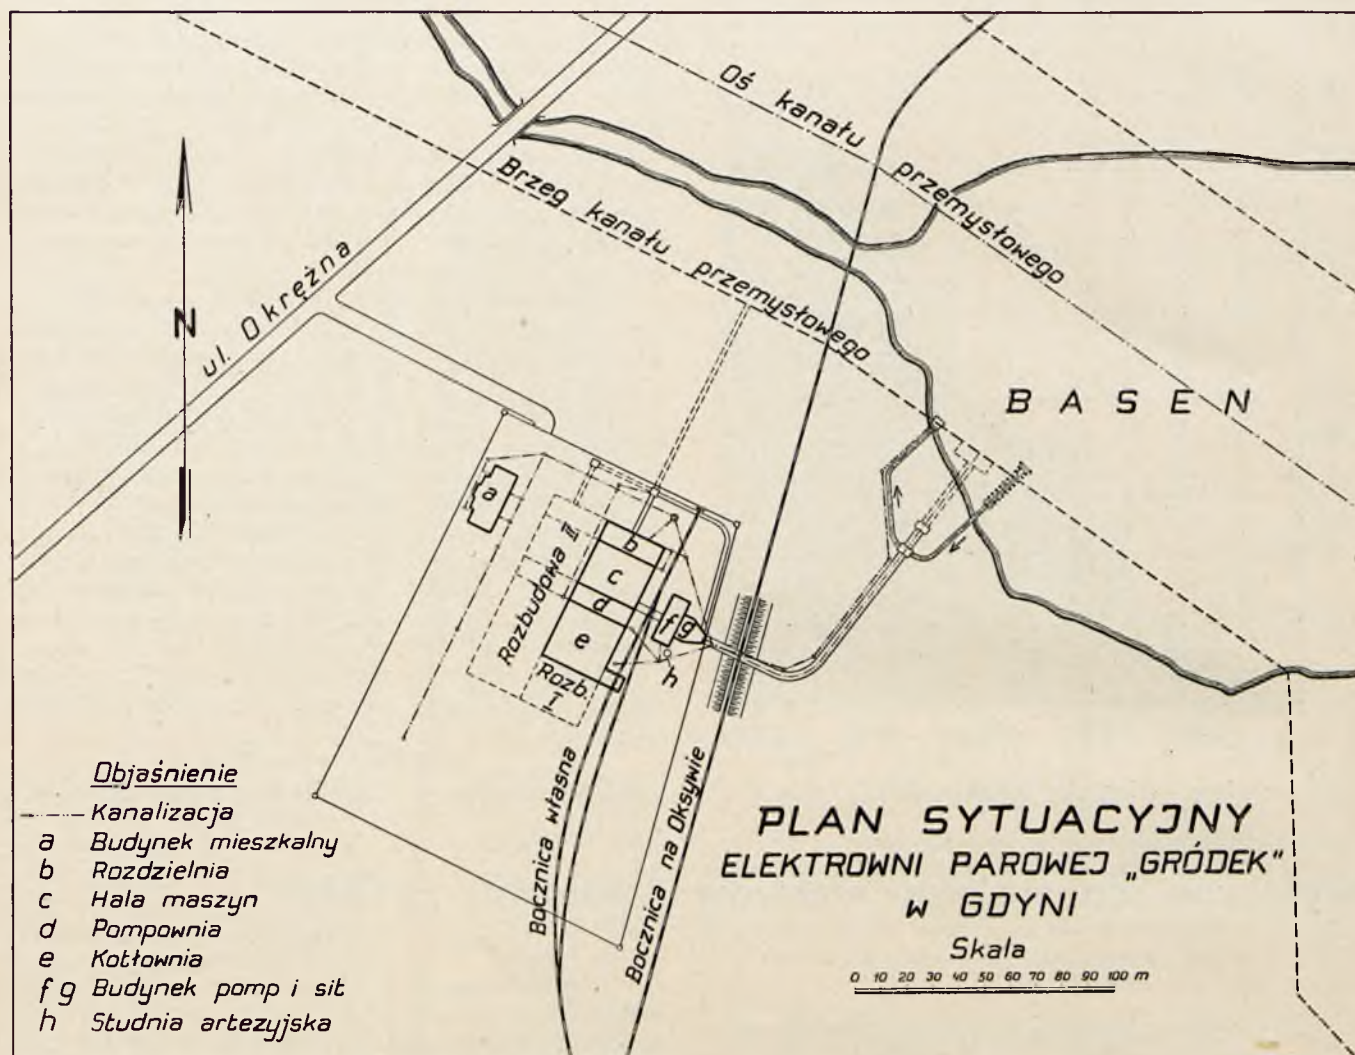 Oś kanału przemysłowego
Brzeg kanału przemysłowego
ul. Okrężna
N
BASEN
a
b
c
d
e
f
g
h
Rozbudowa II
Rozb. I
Bocznica własna
Bocznica na Oksywie
Objaśnienie
Kanalizacja
a Budynek mieszkalny
b Rozdzielnia
c Hala maszyn
d Pompownia
e Kotłownia
f g Budynek pomp i sit
h Studnia artezyjska
PLAN SYTUACYJNY
ELEKTROWNI PAROWEJ „GRÓDEK"
w GDYNI
Skala
0 10 20 30 40 50 60 70 80 90 100 m